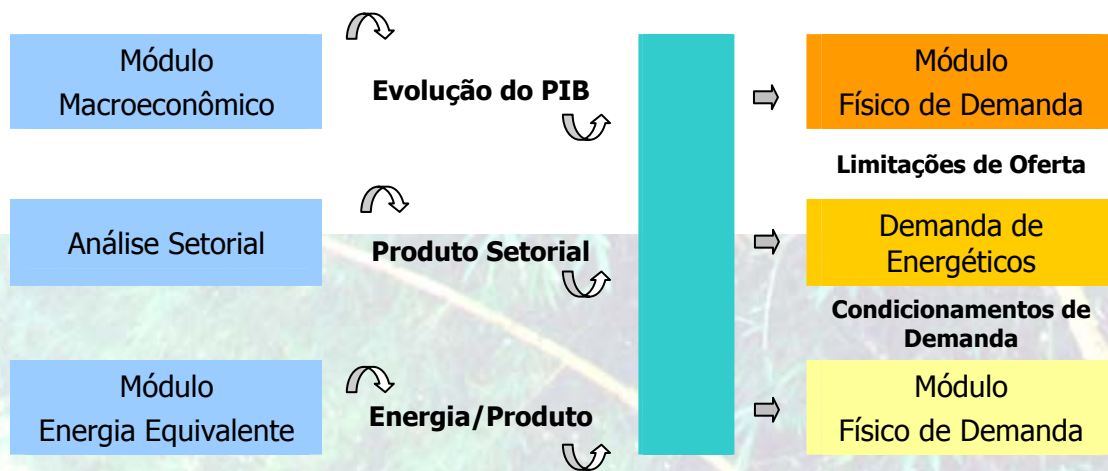 Módulo
Macroeconômico
Evolução do PIB
Módulo
Físico de Demanda
Limitações de Oferta
Análise Setorial
Produto Setorial
Demanda de
Energéticos
Condicionamentos de
Demanda
Módulo
Energia Equivalente
Energia/Produto
Módulo
Físico de Demanda